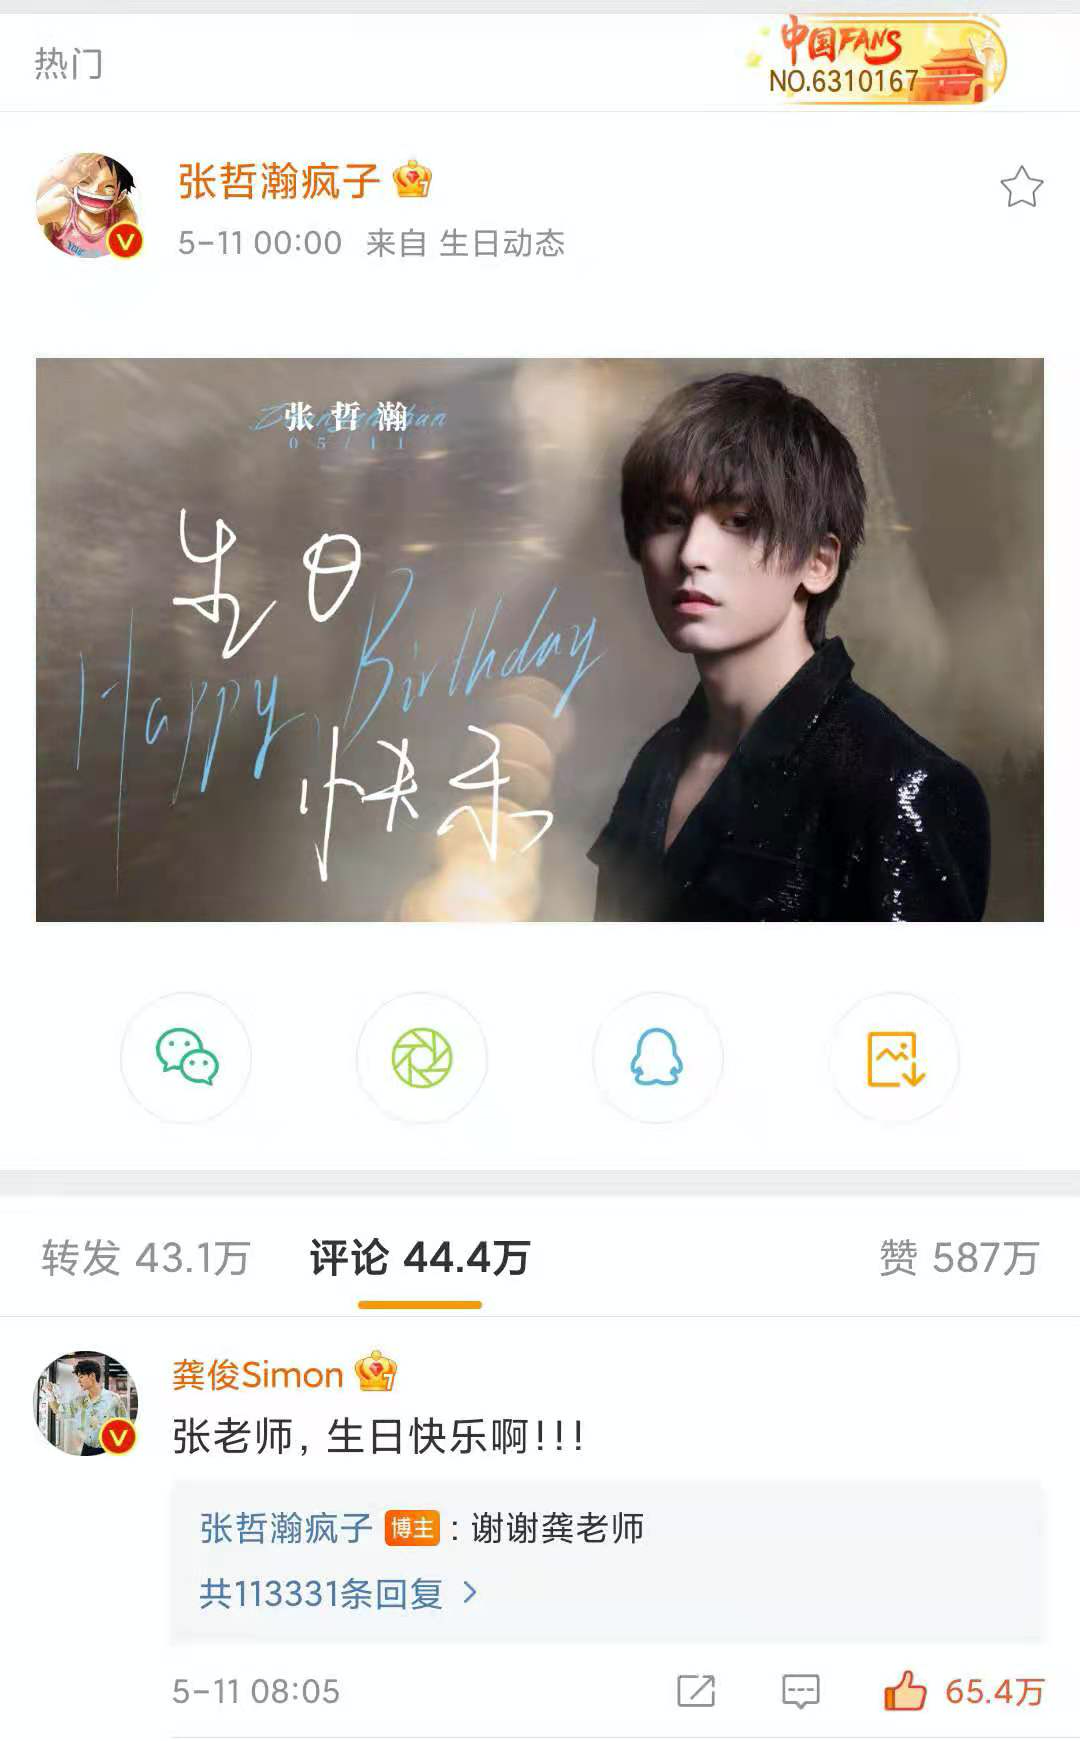 热门
中国FANS
NO.6310167
张哲瀚疯子
5-11 00:00 来自 生日动态
张哲瀚
05/11
生日
Happy Birthday
快乐
转发 43.1万 评论 44.4万 赞 587万
龚俊Simon
张老师，生日快乐啊!!!
张哲瀚疯子 博主：谢谢龚老师
共113331条回复 >
5-11 08:05 65.4万